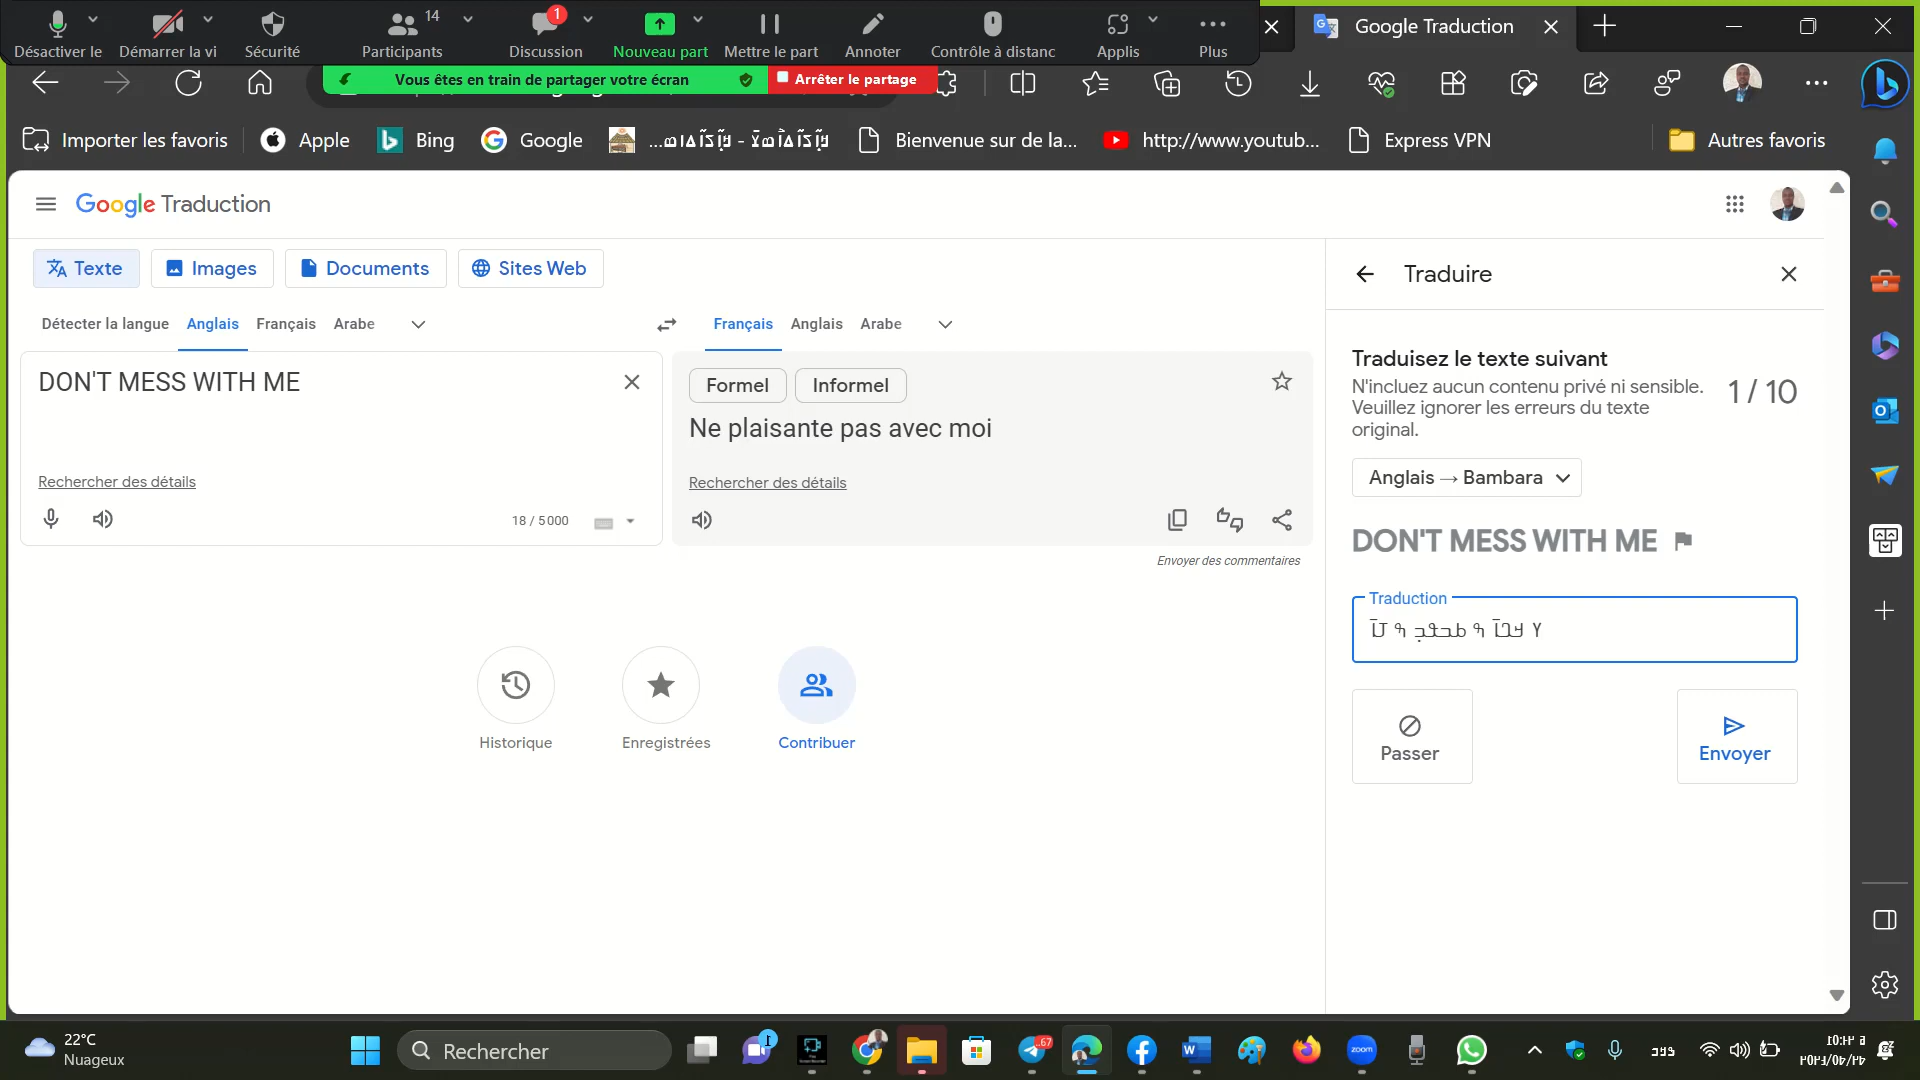 Désactiver le
Démarrer la vi
Sécurité
Participants
14
Discussion
1
Nouveau part
Mettre le part
Annoter
Contrôle à distanc
Applis
Plus
Google Traduction
Vous êtes en train de partager votre écran
Arrêter le partage
Importer les favoris
Apple
Bing
Google
Bienvenue sur de la...
http://www.youtub...
Express VPN
Autres favoris
Google Traduction
Texte
Images
Documents
Sites Web
Détecter la langue
Anglais
Français
Arabe
Français
Anglais
Arabe
DON'T MESS WITH ME
Rechercher des détails
18 / 5 000
Formel
Informel
Ne plaisante pas avec moi
Rechercher des détails
Envoyer des commentaires
Historique
Enregistrées
Contribuer
Traduire
Traduisez le texte suivant
N'incluez aucun contenu privé ni sensible.
Veuillez ignorer les erreurs du texte
original.
1 / 10
Anglais → Bambara
DON'T MESS WITH ME
Traduction
Passer
Envoyer
22°C
Nuageux
Rechercher
1
67
zoom